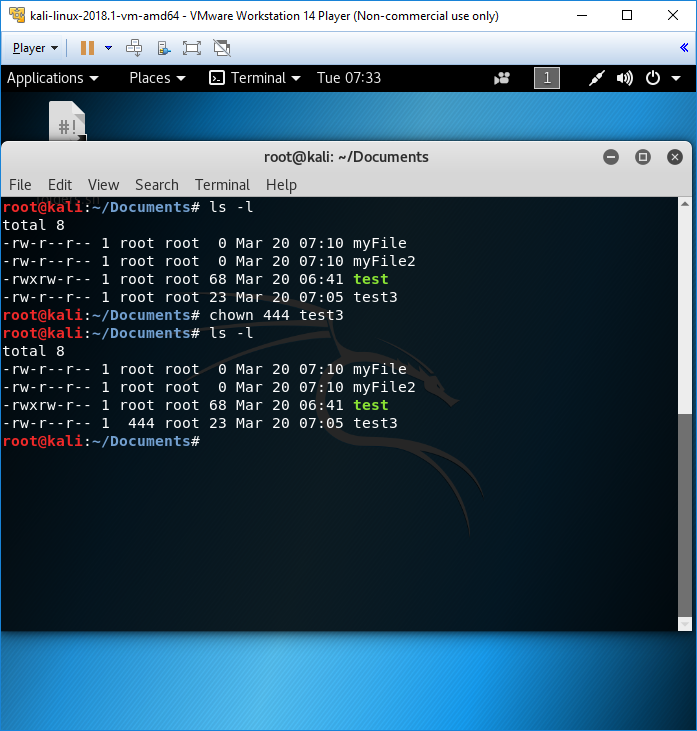 kali-linux-2018.1-vm-amd64 - VMware Workstation 14 Player (Non-commercial use only)
Player
Applications Places Terminal Tue 07:33 1
#!
root@kali: ~/Documents
File Edit View Search Terminal Help
root@kali:~/Documents# ls -l
total 8
-rw-r--r-- 1 root root  0 Mar 20 07:10 myFile
-rw-r--r-- 1 root root  0 Mar 20 07:10 myFile2
-rwxrw-r-- 1 root root 68 Mar 20 06:41 test
-rw-r--r-- 1 root root 23 Mar 20 07:05 test3
root@kali:~/Documents# chown 444 test3
root@kali:~/Documents# ls -l
total 8
-rw-r--r-- 1 root root  0 Mar 20 07:10 myFile
-rw-r--r-- 1 root root  0 Mar 20 07:10 myFile2
-rwxrw-r-- 1 root root 68 Mar 20 06:41 test
-rw-r--r-- 1  444 root 23 Mar 20 07:05 test3
root@kali:~/Documents#